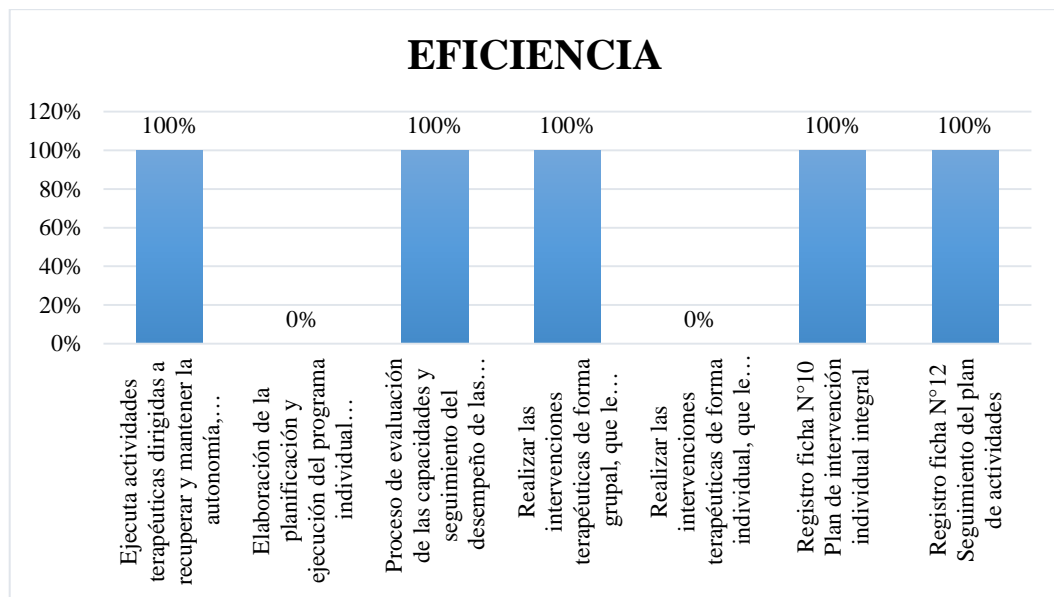 EFICIENCIA
120%
100%
80%
60%
40%
20%
0%
100%
0%
100%
100%
0%
100%
100%
Ejecuta actividades
terapéuticas dirigidas a
recuperar y mantener la
autonomía,…
Elaboración de la
planificación y
ejecución del programa
individual.…
Proceso de evaluación
de las capacidades y
seguimiento del
desempeño de las…
Realizar las
intervenciones
terapéuticas de forma
grupal, que le…
Realizar las
intervenciones
terapéuticas de forma
individual, que le…
Registro ficha N°10
Plan de intervención
individual integral
Registro ficha N°12
Seguimiento del plan
de actividades